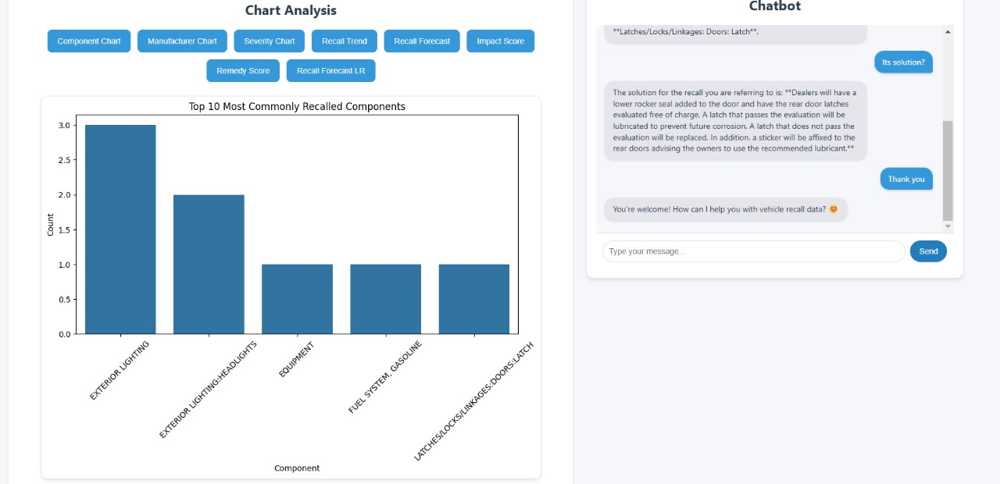 Chart Analysis
Component Chart
Manufacturer Chart
Severity Chart
Recall Trend
Recall Forecast
Impact Score
Remedy Score
Recall Forecast LR
Top 10 Most Commonly Recalled Components
Count
3.0
2.5
2.0
1.5
1.0
0.5
0.0
EXTERIOR LIGHTING
EXTERIOR LIGHTING:HEADLIGHTS
EQUIPMENT
FUEL SYSTEM, GASOLINE
LATCHES/LOCKS/LINKAGES:DOORS:LATCH
Component
Chatbot
**Latches/Locks/Linkages: Doors: Latch**.
Its solution?
The solution for the recall you are referring to is: **Dealers will have a
lower rocker seal added to the door and have the rear door latches
evaluated free of charge. A latch that passes the evaluation will be
lubricated to prevent future corrosion. A latch that does not pass the
evaluation will be replaced. In addition, a sticker will be affixed to the
rear doors advising the owners to use the recommended lubricant.**
Thank you
You're welcome! How can I help you with vehicle recall data? 😊
Type your message...
Send